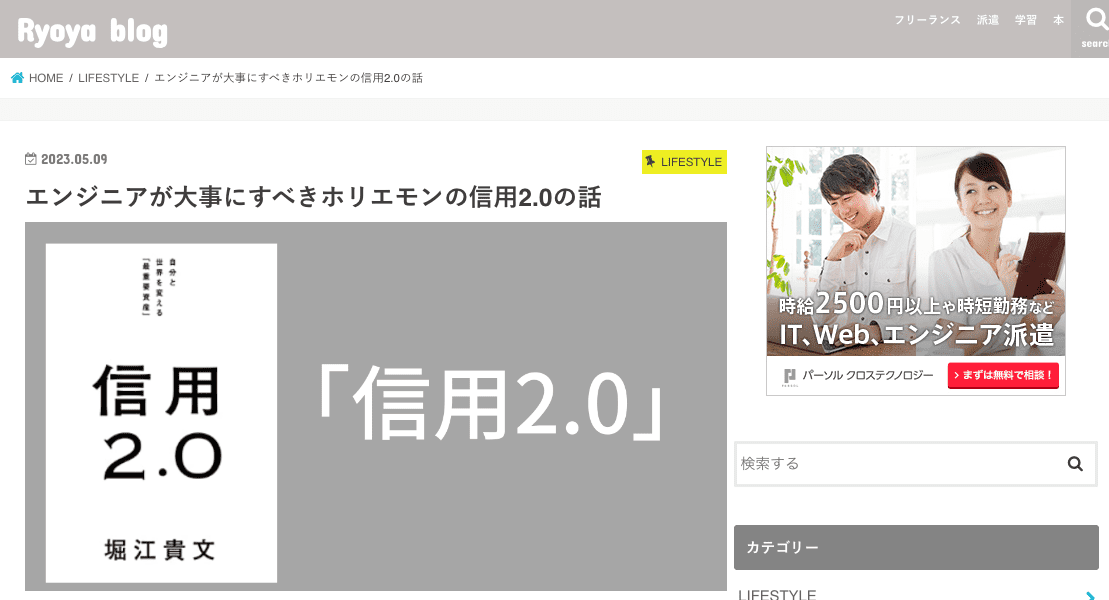 Ryoya blog
フリーランス 派遣 学習 本
search
HOME / LIFESTYLE / エンジニアが大事にすべきホリエモンの信用2.0の話
2023.05.09
LIFESTYLE
エンジニアが大事にすべきホリエモンの信用2.0の話
自分と
世界を変える
「最重要資産」
信用
2.0
堀江貴文
「信用2.0」
時給2500円以上や時短勤務など
IT、Web、エンジニア派遣
パーソル クロステクノロジー
まずは無料で相談!
検索する
カテゴリー
LIFESTYLE